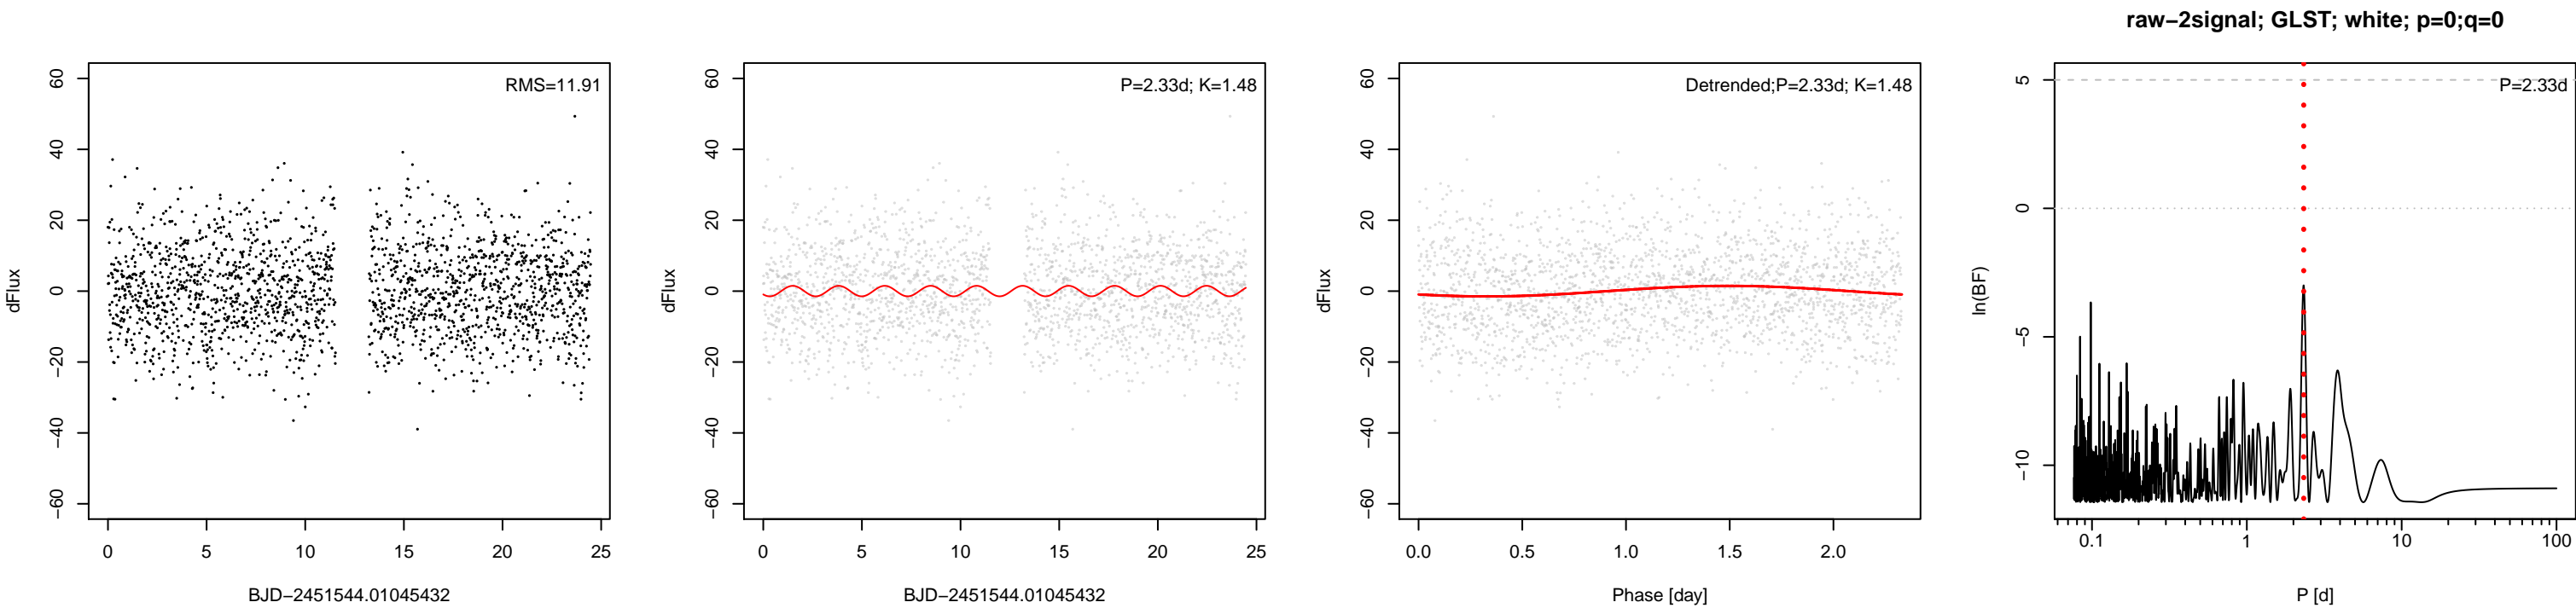 raw−2signal; GLST; white; p=0;q=0
dFlux
60
40
20
0
−20
−40
−60
RMS=11.91
0 5 10 15 20 25
BJD−2451544.01045432
dFlux
60
40
20
0
−20
−40
−60
P=2.33d; K=1.48
0 5 10 15 20 25
BJD−2451544.01045432
dFlux
60
40
20
0
−20
−40
−60
Detrended;P=2.33d; K=1.48
0.0 0.5 1.0 1.5 2.0
Phase [day]
ln(BF)
5
0
−5
−10
P=2.33d
0.1 1 10 100
P [d]